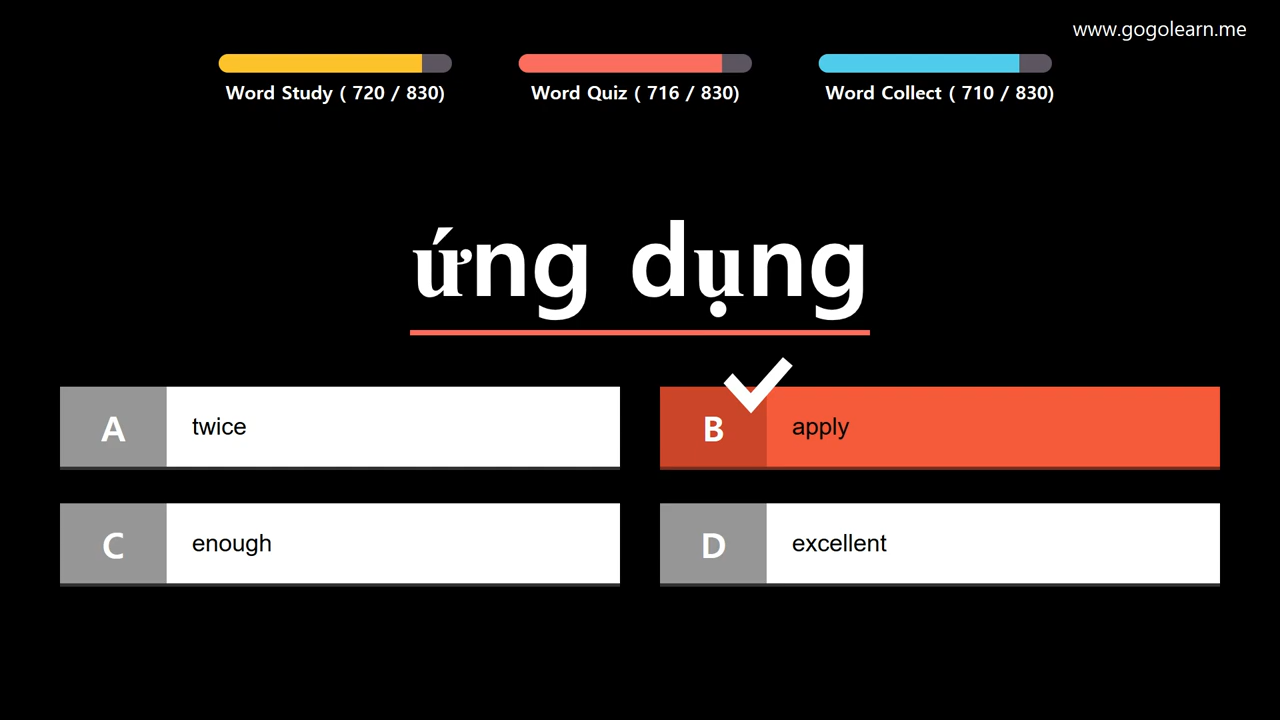 www.gogolearn.me
Word Study ( 720 / 830)
Word Quiz ( 716 / 830)
Word Collect ( 710 / 830)
ứng dụng
A twice
B apply
C enough
D excellent